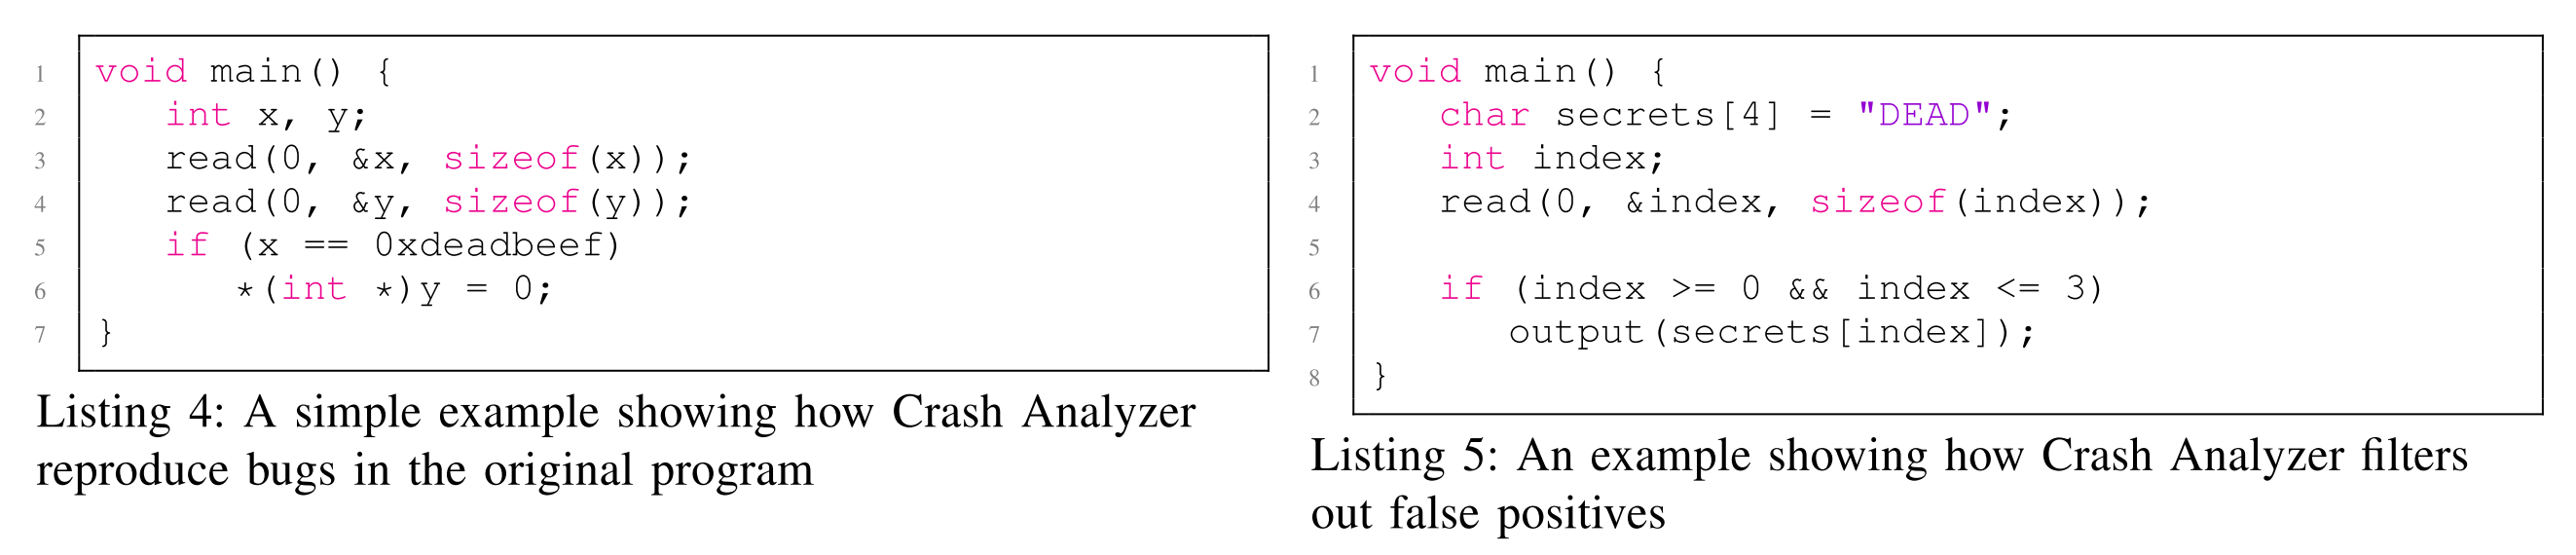 1 void main() {
2 int x, y;
3 read(0, &x, sizeof(x));
4 read(0, &y, sizeof(y));
5 if (x == 0xdeadbeef)
6 *(int *)y = 0;
7 }
Listing 4: A simple example showing how Crash Analyzer
reproduce bugs in the original program
1 void main() {
2 char secrets[4] = "DEAD";
3 int index;
4 read(0, &index, sizeof(index));
5
6 if (index >= 0 && index <= 3)
7 output(secrets[index]);
8 }
Listing 5: An example showing how Crash Analyzer filters
out false positives